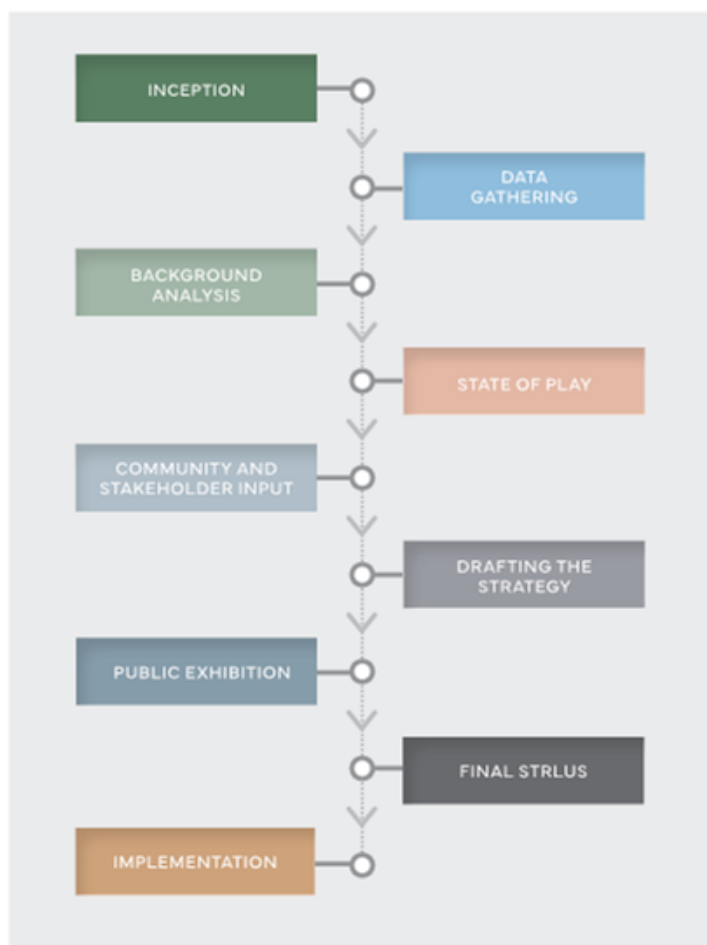 INCEPTION
DATA
GATHERING
BACKGROUND
ANALYSIS
STATE OF PLAY
COMMUNITY AND
STAKEHOLDER INPUT
DRAFTING THE
STRATEGY
PUBLIC EXHIBITION
FINAL STRLUS
IMPLEMENTATION